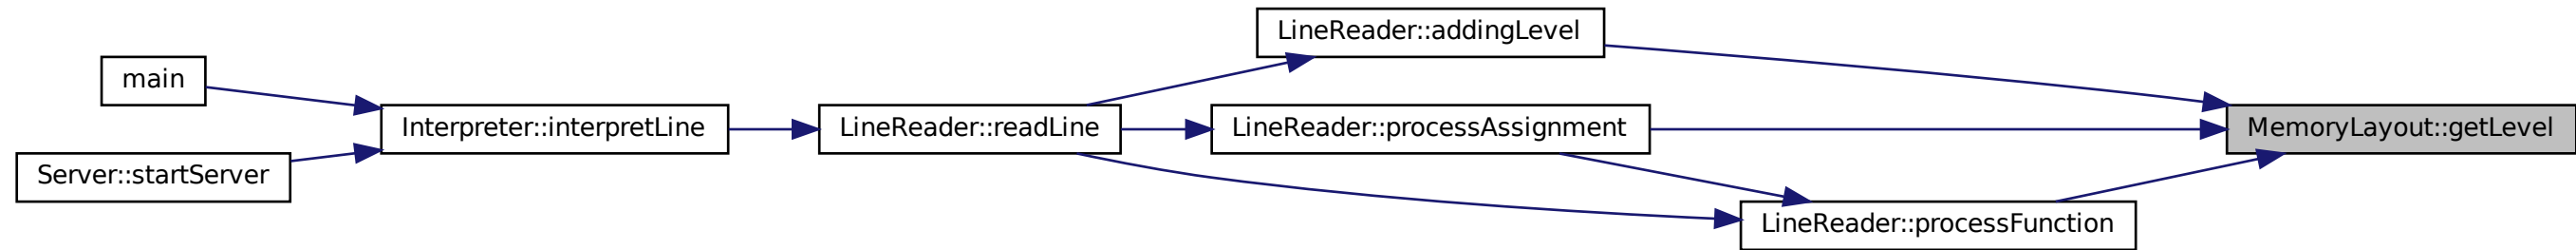 LineReader::addingLevel
main
Interpreter::interpretLine
LineReader::readLine
LineReader::processAssignment
MemoryLayout::getLevel
Server::startServer
LineReader::processFunction